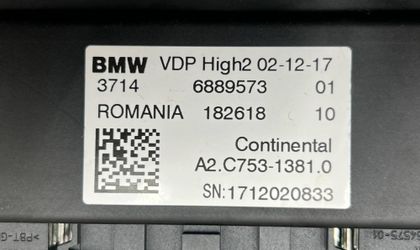 BMW VDP High2 02-12-17
3714 6889573 01
ROMANIA 182618 10
Continental
A2.C753-1381.0
SN:1712020833
>PBT-G